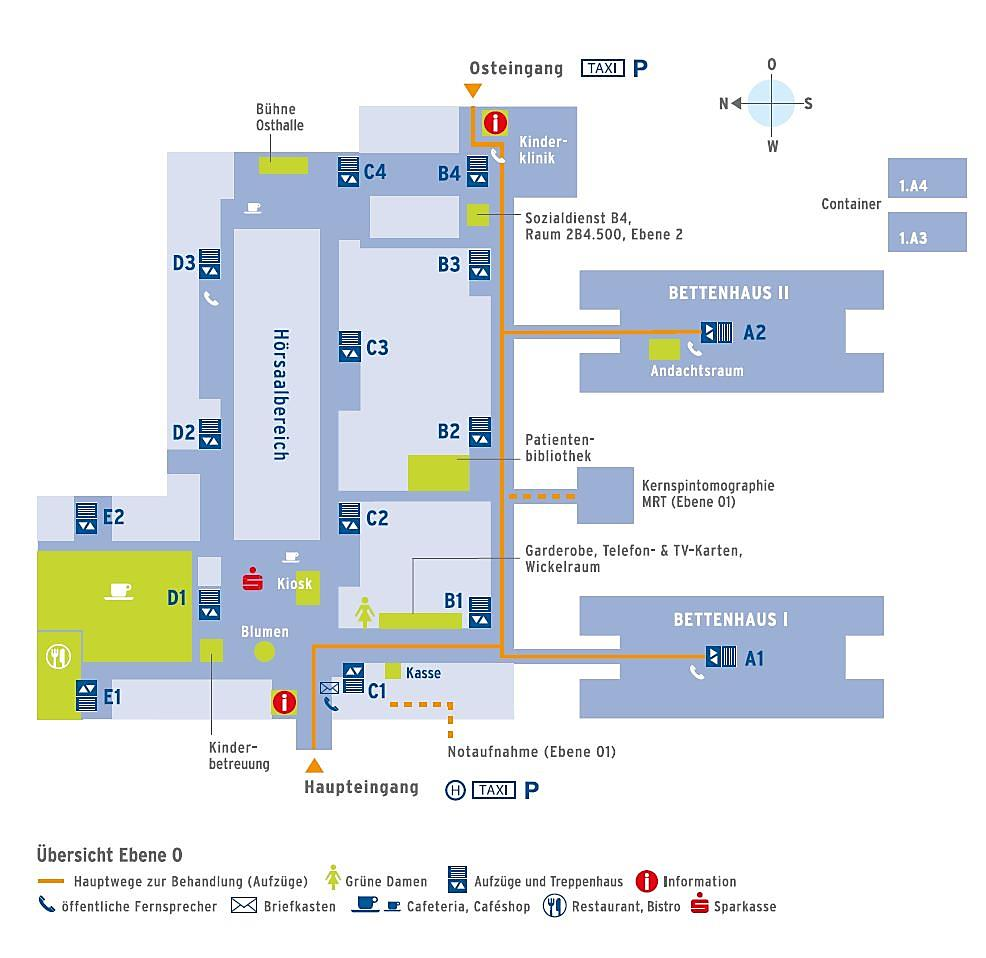 Osteingang TAXI P
O
N S
W
Bühne
Osthalle
i
Kinder-
klinik
C4
B4
1.A4
Container
1.A3
Sozialdienst B4,
Raum 2B4.500, Ebene 2
D3
B3
BETTENHAUS II
A2
Andachtsraum
Hörsaalbereich
C3
D2
B2
Patienten-
bibliothek
Kernspintomographie
MRT (Ebene 01)
E2
C2
Garderobe, Telefon- & TV-Karten,
Wickelraum
Kiosk
D1
B1
BETTENHAUS I
Blumen
A1
Kasse
E1
i
C1
Kinder-
betreuung
Notaufnahme (Ebene 01)
Haupteingang
H TAXI P
Übersicht Ebene 0
Hauptwege zur Behandlung (Aufzüge) Grüne Damen Aufzüge und Treppenhaus i Information
öffentliche Fernsprecher Briefkasten Cafeteria, Caféshop Restaurant, Bistro Sparkasse